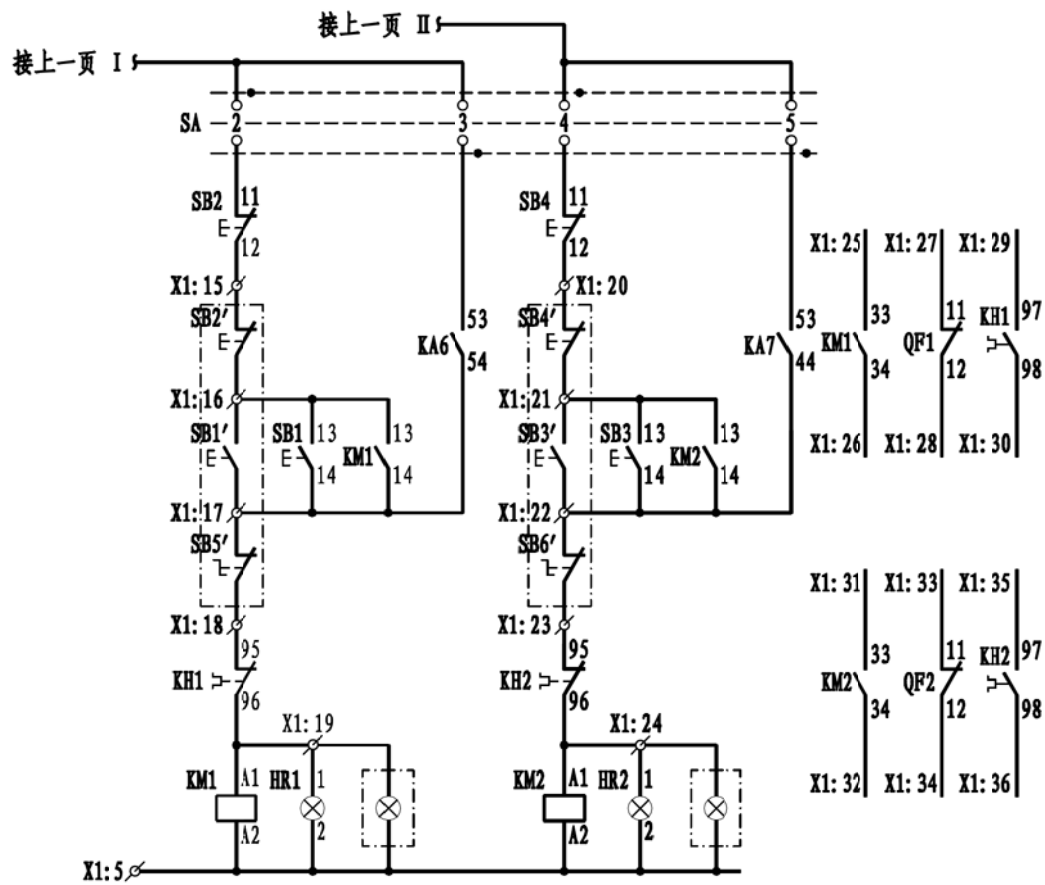 接上一页 II
接上一页 I
SA 2 3 4 5
SB2 11 SB4 11
12 12
X1:25 X1:27 X1:29
X1:15 X1:20
SB2′ SB4′
53 53 33 11 KH1 97
KA6 KA7 KM1 QF1
54 44 34 12 98
X1:16 X1:21
SB1′ SB1 13 13 SB3′ SB3 13 13
KM1 KM2
14 14 14 14
X1:26 X1:28 X1:30
X1:17 X1:22
SB5′ SB6′
X1:31 X1:33 X1:35
X1:18 X1:23
95 95 33 11 KH2 97
KH1 KH2 KM2 QF2
96 96 34 12 98
X1:19 X1:24
KM1 A1 HR1 1 KM2 A1 HR2 1
X1:32 X1:34 X1:36
A2 2 A2 2
X1:5